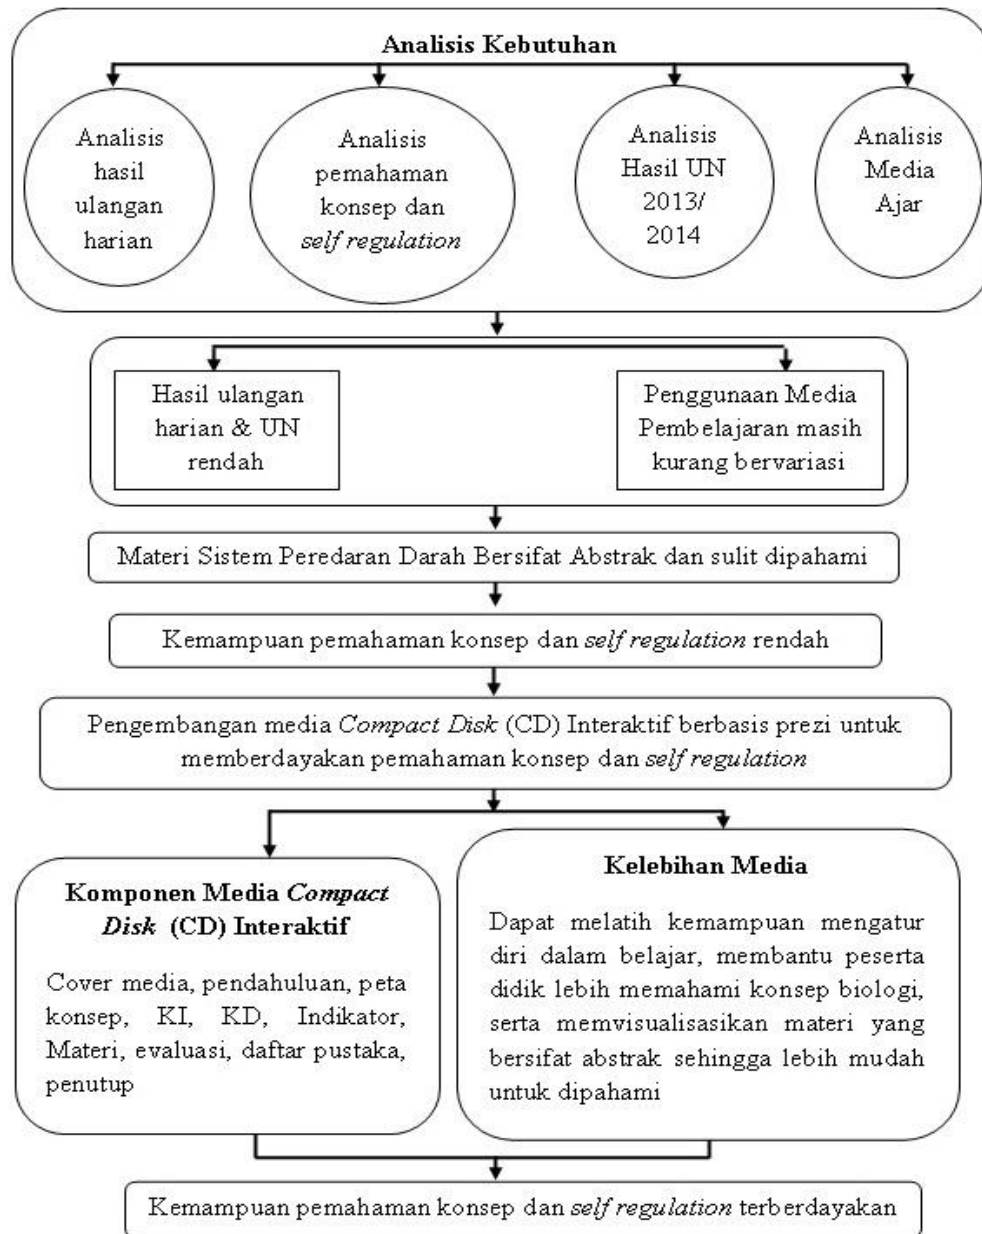 Analisis Kebutuhan
Analisis
hasil
ulangan
harian
Analisis
pemahaman
konsep dan
self regulation
Analisis
Hasil UN
2013/
2014
Analisis
Media
Ajar
Hasil ulangan
harian & UN
rendah
Penggunaan Media
Pembelajaran masih
kurang bervariasi
Materi Sistem Peredaran Darah Bersifat Abstrak dan sulit dipahami
Kemampuan pemahaman konsep dan self regulation rendah
Pengembangan media Compact Disk (CD) Interaktif berbasis prezi untuk
memberdayakan pemahaman konsep dan self regulation
Komponen Media Compact
Disk (CD) Interaktif
Cover media, pendahuluan, peta
konsep, KI, KD, Indikator,
Materi, evaluasi, daftar pustaka,
penutup
Kelebihan Media
Dapat melatih kemampuan mengatur
diri dalam belajar, membantu peserta
didik lebih memahami konsep biologi,
serta memvisualisasikan materi yang
bersifat abstrak sehingga lebih mudah
untuk dipahami
Kemampuan pemahaman konsep dan self regulation terberdayakan